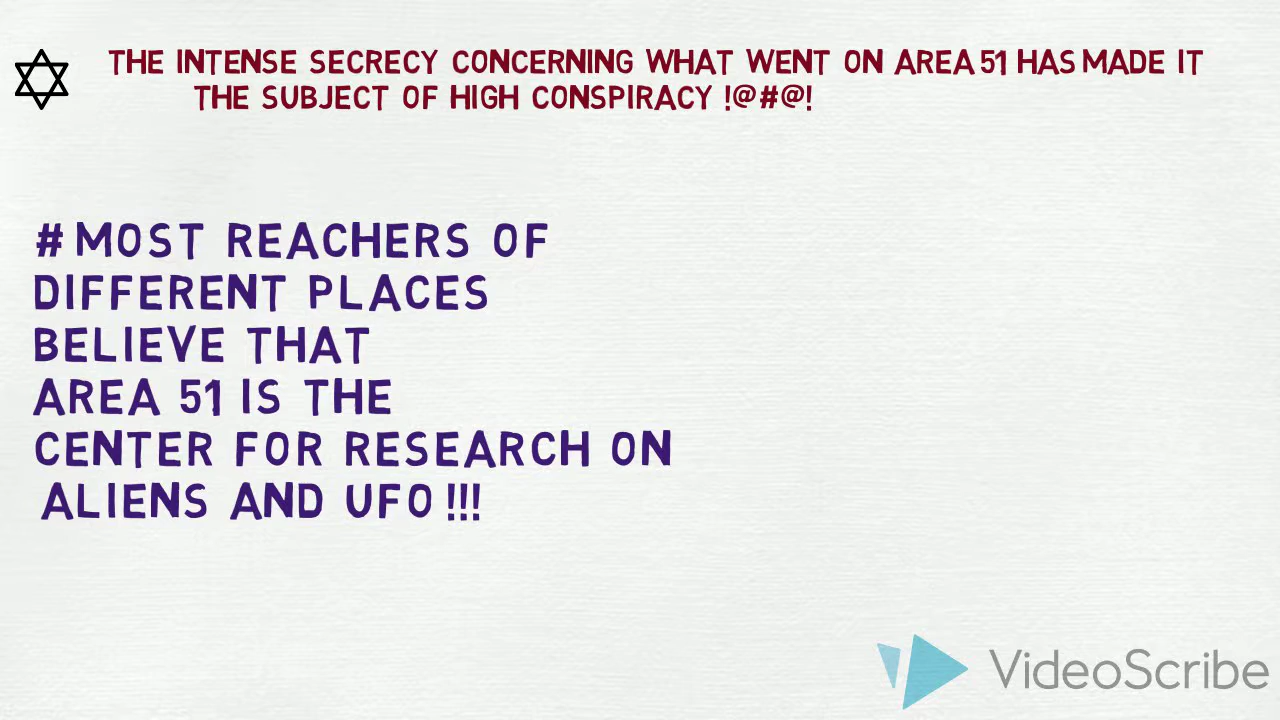 THE INTENSE SECRECY CONCERNING WHAT WENT ON AREA 51 HAS MADE IT
THE SUBJECT OF HIGH CONSPIRACY !@#@!
# MOST REACHERS OF
DIFFERENT PLACES
BELIEVE THAT
AREA 51 IS THE
CENTER FOR RESEARCH ON
ALIENS AND UFO !!!
VideoScribe